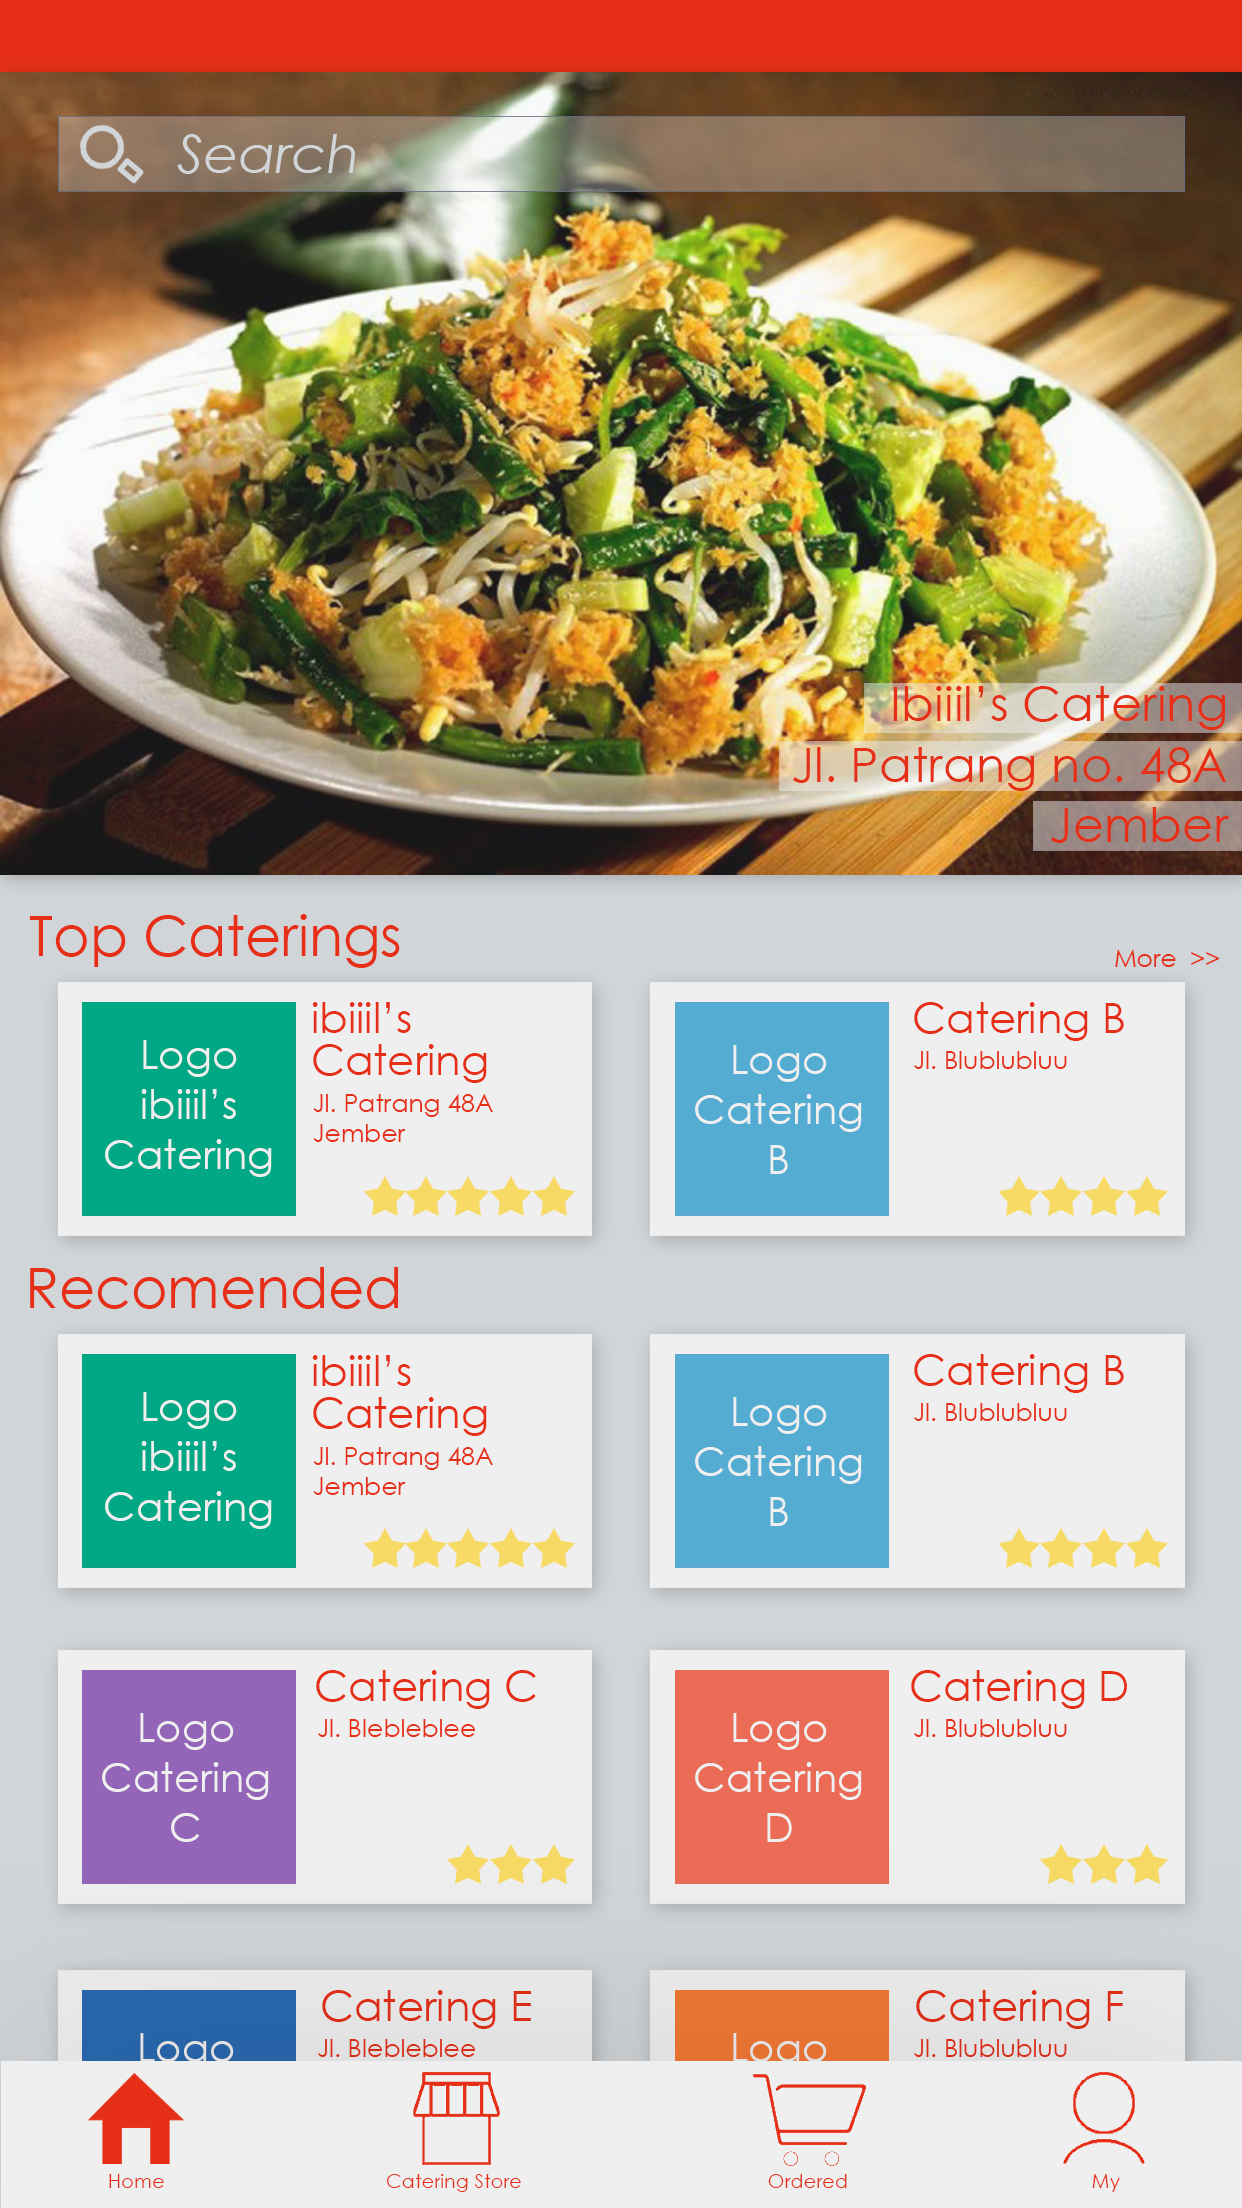 Search
Ibiiil's Catering
Jl. Patrang no. 48A
Jember
Top Caterings
More >>
Logo
ibiiil's
Catering
ibiiil's
Catering
Jl. Patrang 48A
Jember
Logo
Catering
B
Catering B
Jl. Blublubluu
Recomended
Logo
ibiiil's
Catering
ibiiil's
Catering
Jl. Patrang 48A
Jember
Logo
Catering
B
Catering B
Jl. Blublubluu
Logo
Catering
C
Catering C
Jl. Blebleblee
Logo
Catering
D
Catering D
Jl. Blublubluu
Logo
Catering E
Jl. Blebleblee
Logo
Catering F
Jl. Blublubluu
Home
Catering Store
Ordered
My